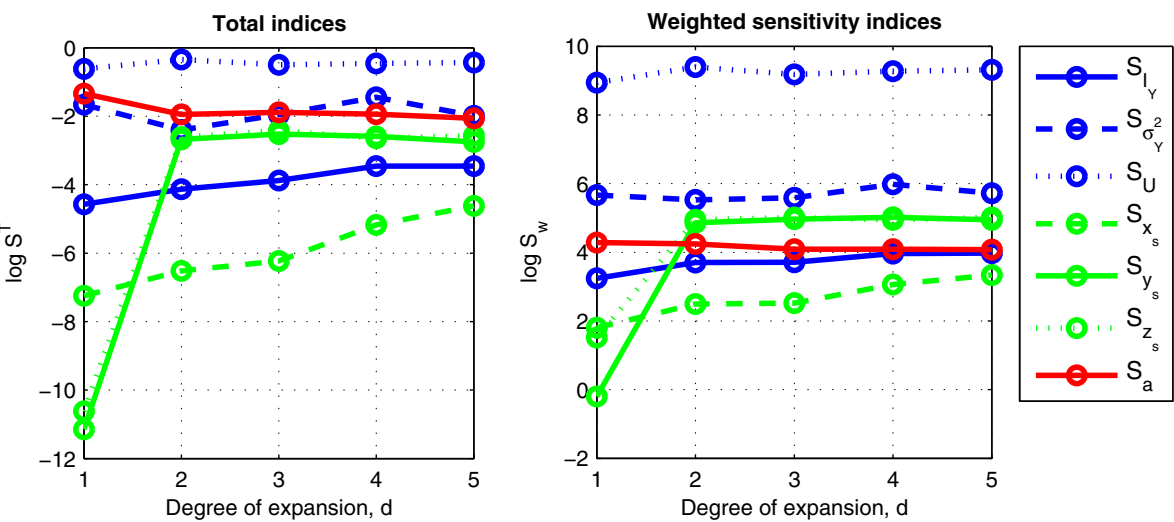 Total indices
0
−2
−4
−6
−8
−10
−12
log S^T
1 2 3 4 5
Degree of expansion, d
Weighted sensitivity indices
10
8
6
4
2
0
−2
log S_w
1 2 3 4 5
Degree of expansion, d
S_{l_Y}
S_{σ_Y^2}
S_U
S_{x_s}
S_{y_s}
S_{z_s}
S_a